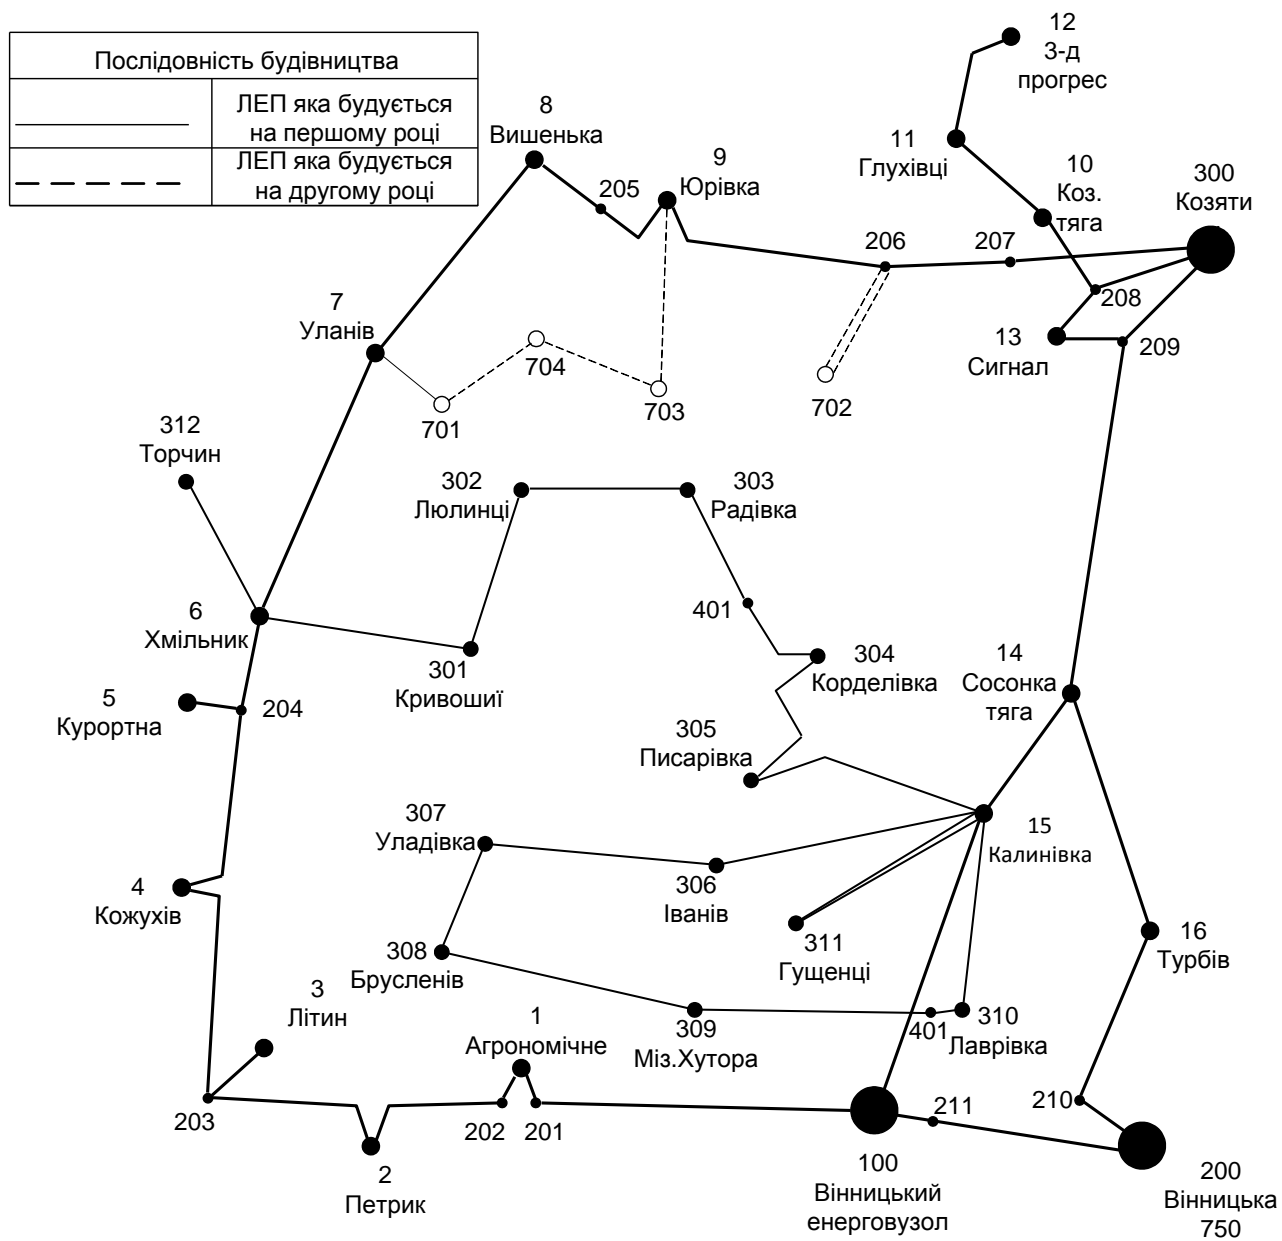 Послідовність будівництва
ЛЕП яка будується
на першому році
ЛЕП яка будується
на другому році
12
З-д
прогрес
8
Вишенька
11
Глухівці
9
Юрівка
10
Коз.
тяга
300
Козяти
205
206
207
208
7
Уланів
13
Сигнал
209
704
701
703
702
312
Торчин
302
Люлинці
303
Радівка
401
6
Хмільник
301
Кривошиї
304
Корделівка
14
Сосонка
тяга
5
Курортна
204
305
Писарівка
307
Уладівка
15
Калинівка
306
Іванів
4
Кожухів
311
Гущенці
16
Турбів
308
Брусленів
3
Літин
1
Агрономічне
309
Міз.Хутора
401
310
Лаврівка
203
202
201
211
210
2
Петрик
100
Вінницький
енерговузол
200
Вінницька
750